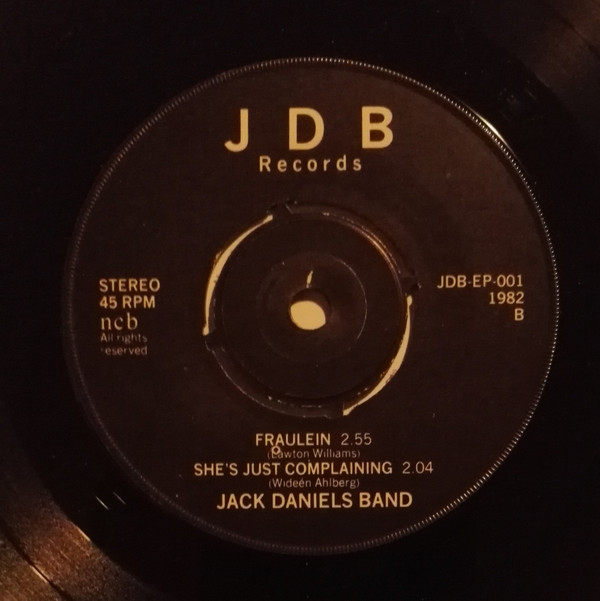 J D B
Records
STEREO
45 RPM
ncb
All rights
reserved
JDB-EP-001
1982
B
FRAULEIN 2.55
(Lawton Williams)
SHE'S JUST COMPLAINING 2.04
(Wideén Ahlberg)
JACK DANIELS BAND